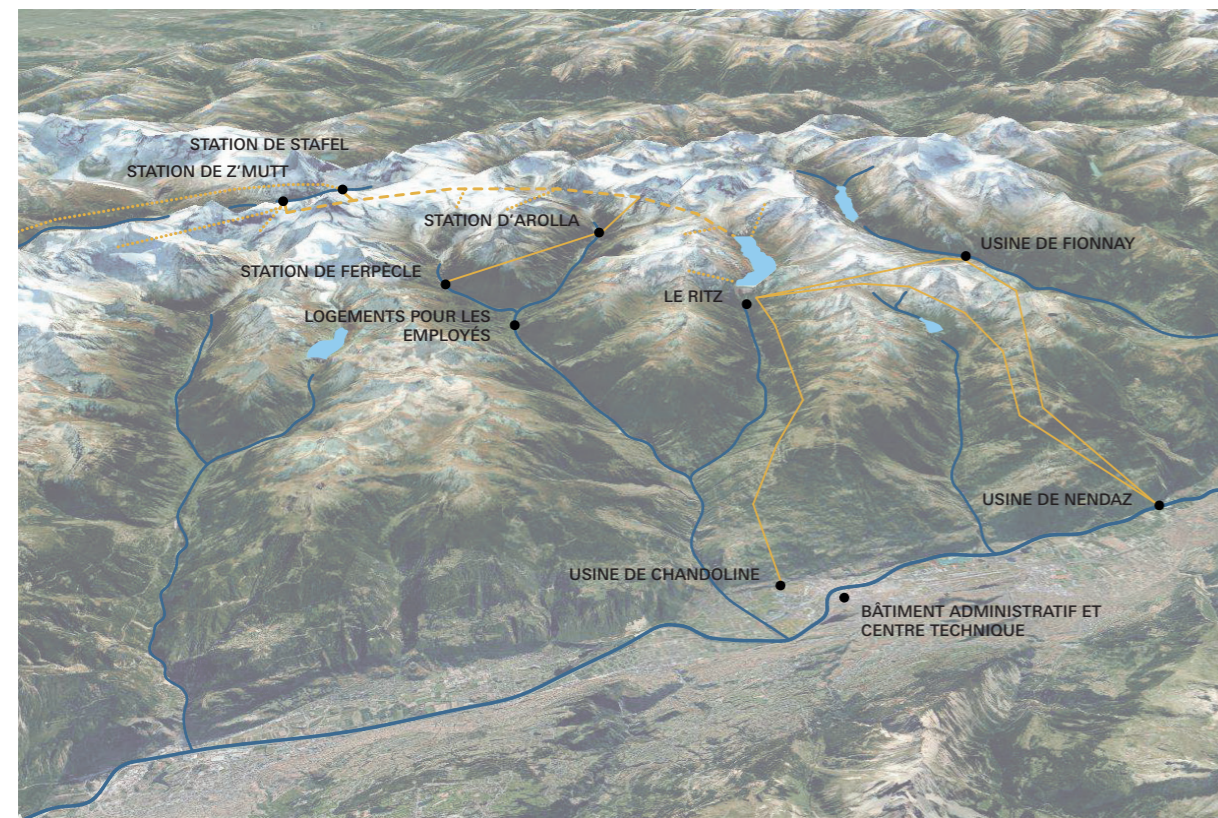 STATION DE STAFEL
STATION DE Z'MUTT
STATION D'AROLLA
USINE DE FIONNAY
STATION DE FERPÈCLE
LE RITZ
LOGEMENTS POUR LES
EMPLOYÉS
USINE DE NENDAZ
USINE DE CHANDOLINE
BÂTIMENT ADMINISTRATIF ET
CENTRE TECHNIQUE